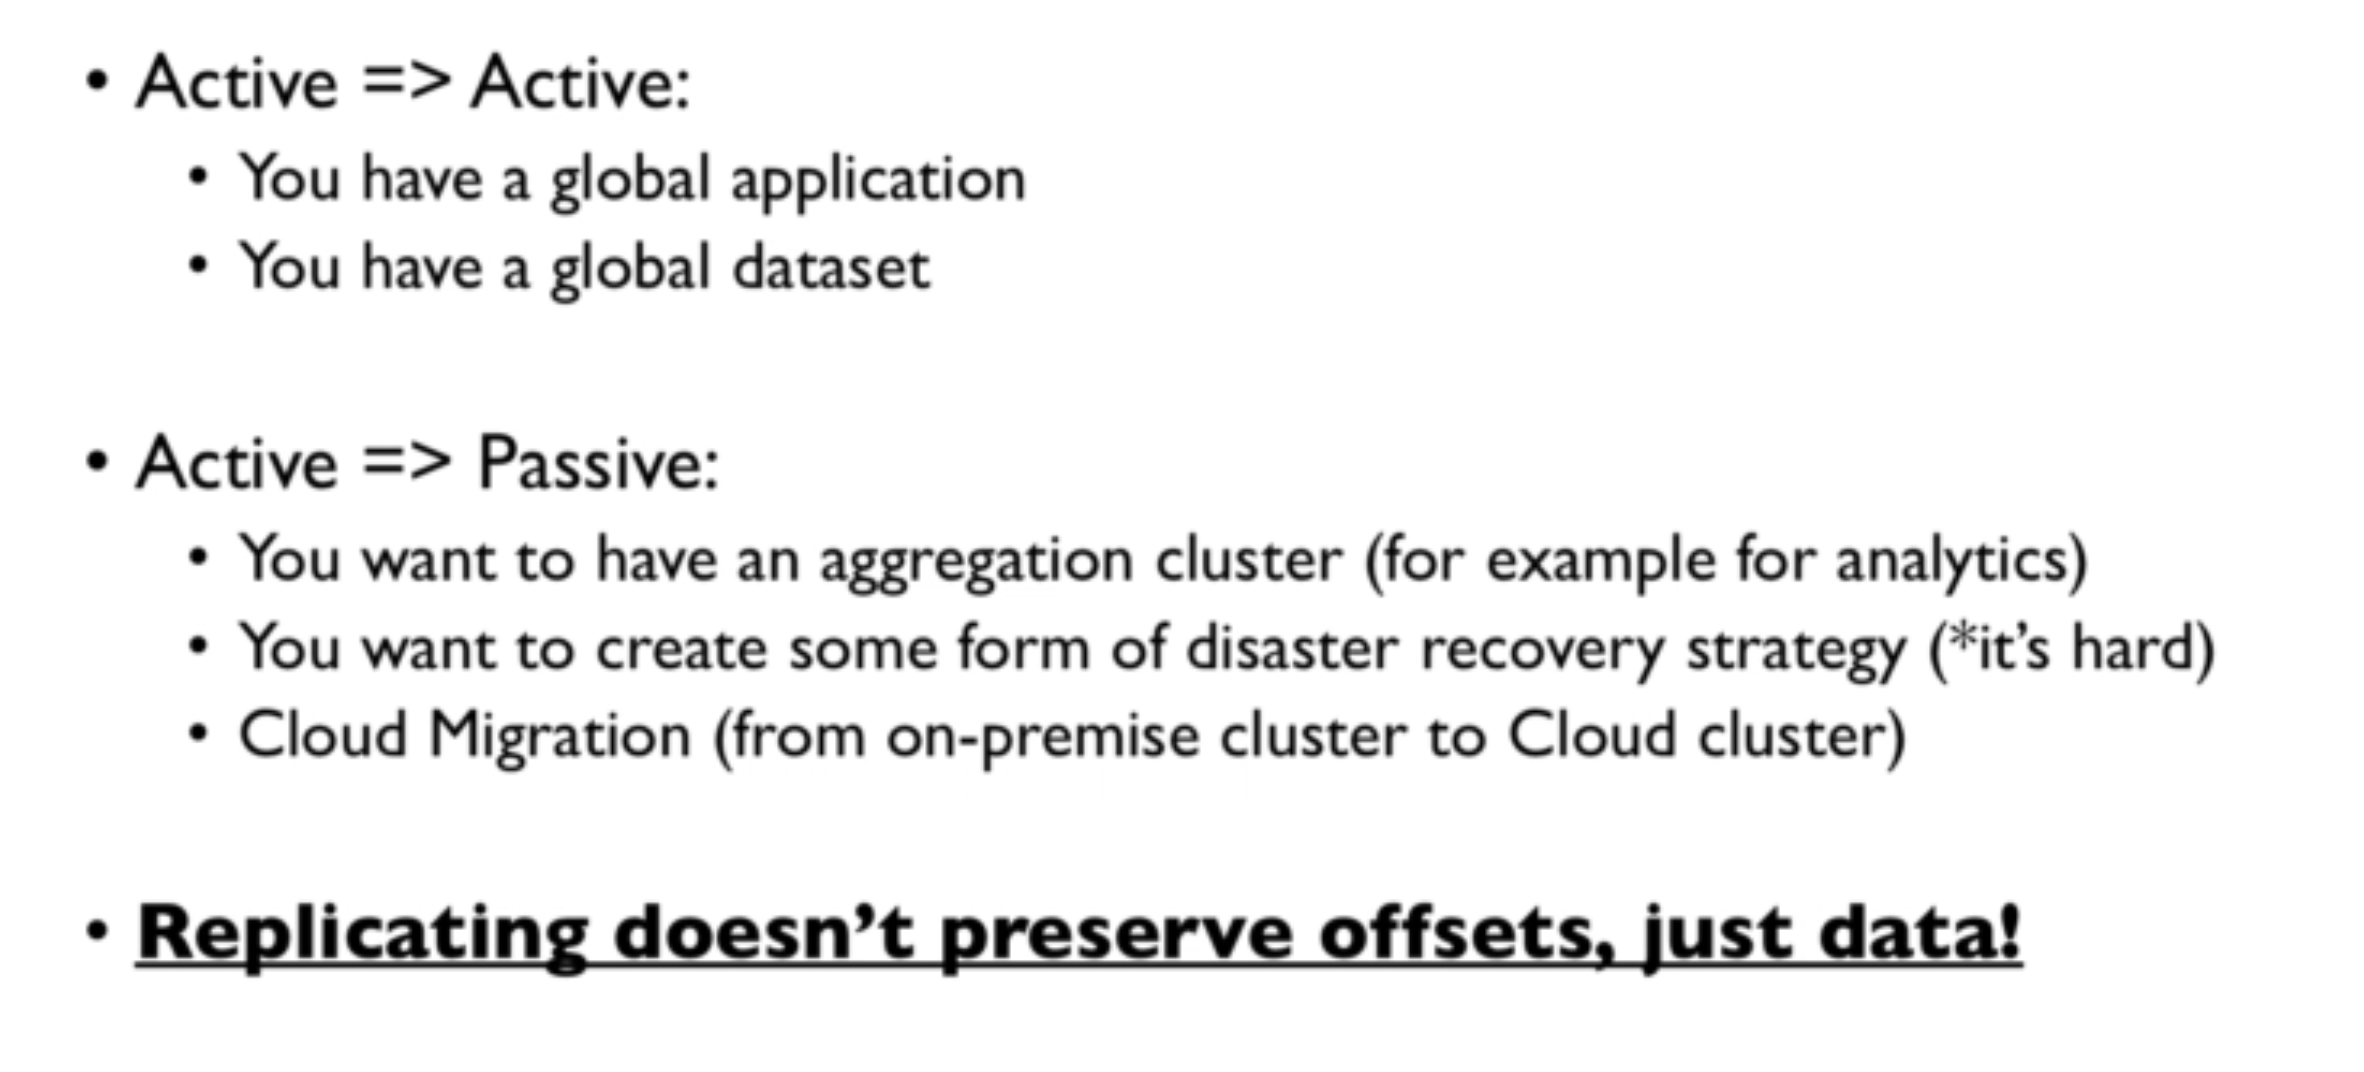 • Active => Active:
• You have a global application
• You have a global dataset
• Active => Passive:
• You want to have an aggregation cluster (for example for analytics)
• You want to create some form of disaster recovery strategy (*it’s hard)
• Cloud Migration (from on-premise cluster to Cloud cluster)
• Replicating doesn’t preserve offsets, just data!